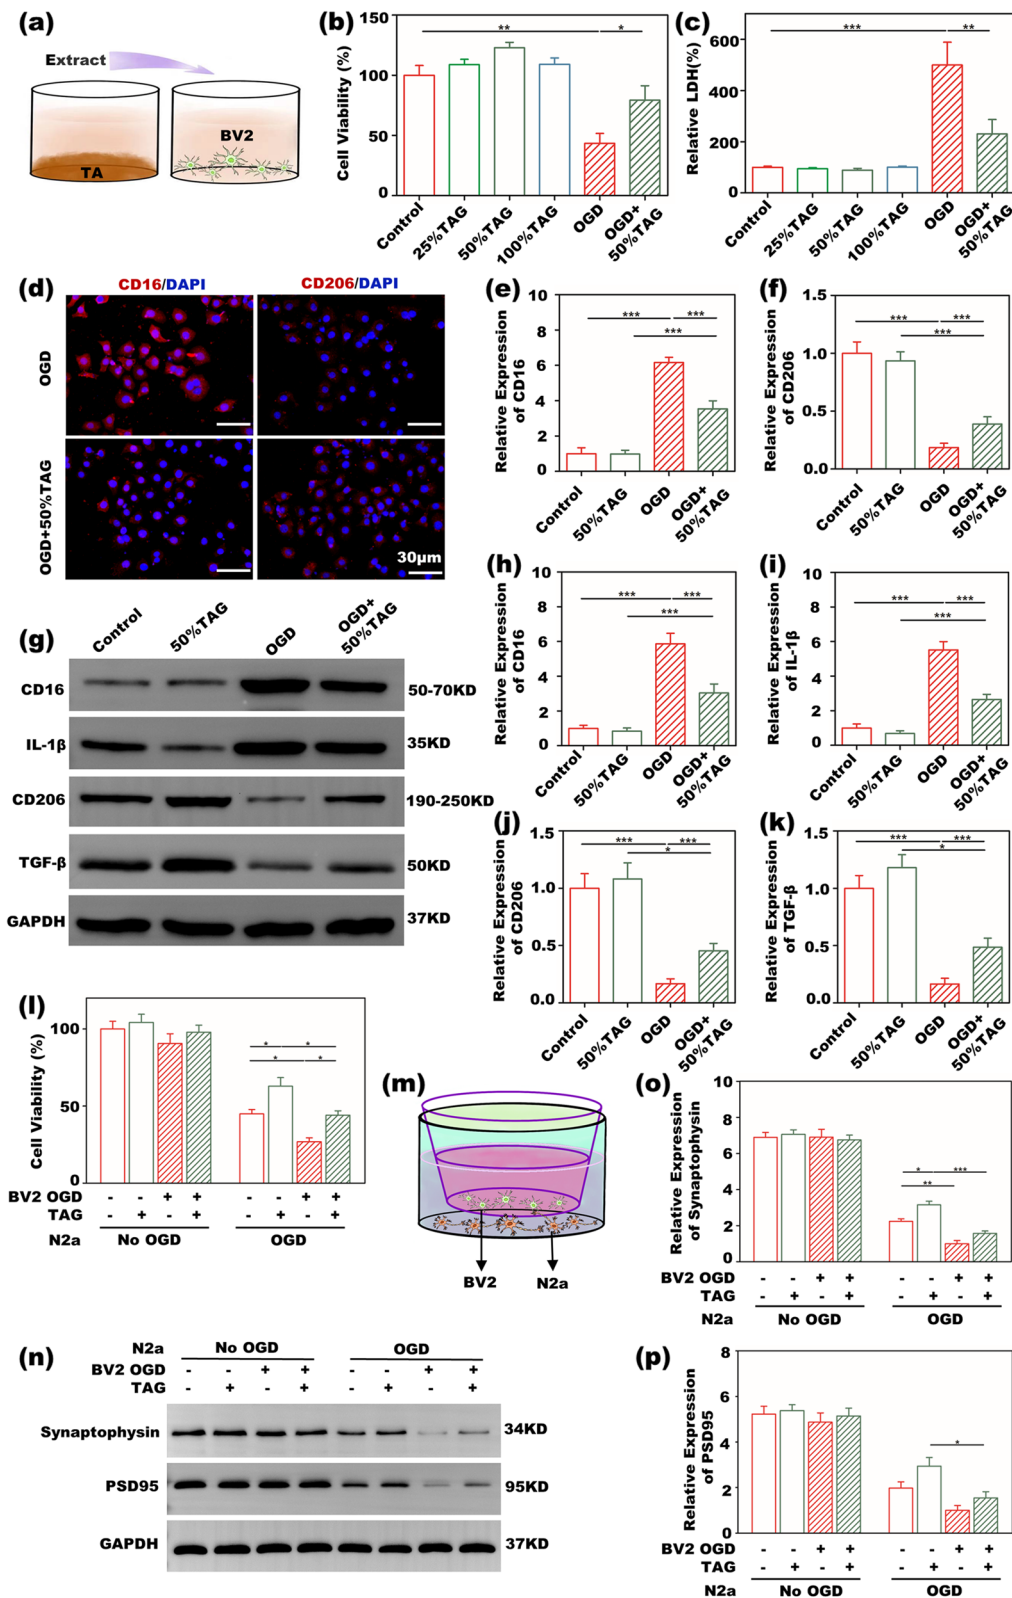 (a)
Extract
TA
BV2
(b)
Cell Viability (%)
150
100
50
0
**
*
Control
25%TAG
50%TAG
100%TAG
OGD
OGD+
50%TAG
(c)
Relative LDH(%)
600
400
200
0
***
**
Control
25%TAG
50%TAG
100%TAG
OGD
OGD+
50%TAG
(d)
CD16/DAPI
CD206/DAPI
OGD
OGD+50%TAG
30μm
(e)
Relative Expression
of CD16
10
8
6
4
2
0
***
***
***
Control
50%TAG
OGD
OGD+
50%TAG
(f)
Relative Expression
of CD206
1.5
1.0
0.5
0.0
***
***
***
Control
50%TAG
OGD
OGD+
50%TAG
(g)
Control
50%TAG
OGD
OGD+
50%TAG
CD16
50-70KD
IL-1β
35KD
CD206
190-250KD
TGF-β
50KD
GAPDH
37KD
(h)
Relative Expression
of CD16
10
8
6
4
2
0
***
***
***
Control
50%TAG
OGD
OGD+
50%TAG
(i)
Relative Expression
of IL-1β
10
8
6
4
2
0
***
***
***
Control
50%TAG
OGD
OGD+
50%TAG
(j)
Relative Expression
of CD206
1.5
1.0
0.5
0.0
***
***
*
Control
50%TAG
OGD
OGD+
50%TAG
(k)
Relative Expression
of TGF-β
1.5
1.0
0.5
0.0
***
***
*
Control
50%TAG
OGD
OGD+
50%TAG
(l)
Cell Viability (%)
100
50
0
*
*
*
*
BV2 OGD - - + + - - + +
TAG - + - + - + - +
N2a No OGD OGD
(m)
BV2
N2a
(o)
Relative Expression
of Synaptophysin
10
8
6
4
2
0
*
***
**
BV2 OGD - - + + - - + +
TAG - + - + - + - +
N2a No OGD OGD
(n)
N2a No OGD OGD
BV2 OGD - - + + - - + +
TAG - + - + - + - +
Synaptophysin
34KD
PSD95
95KD
GAPDH
37KD
(p)
Relative Expression
of PSD95
8
6
4
2
0
*
BV2 OGD - - + + - - + +
TAG - + - + - + - +
N2a No OGD OGD